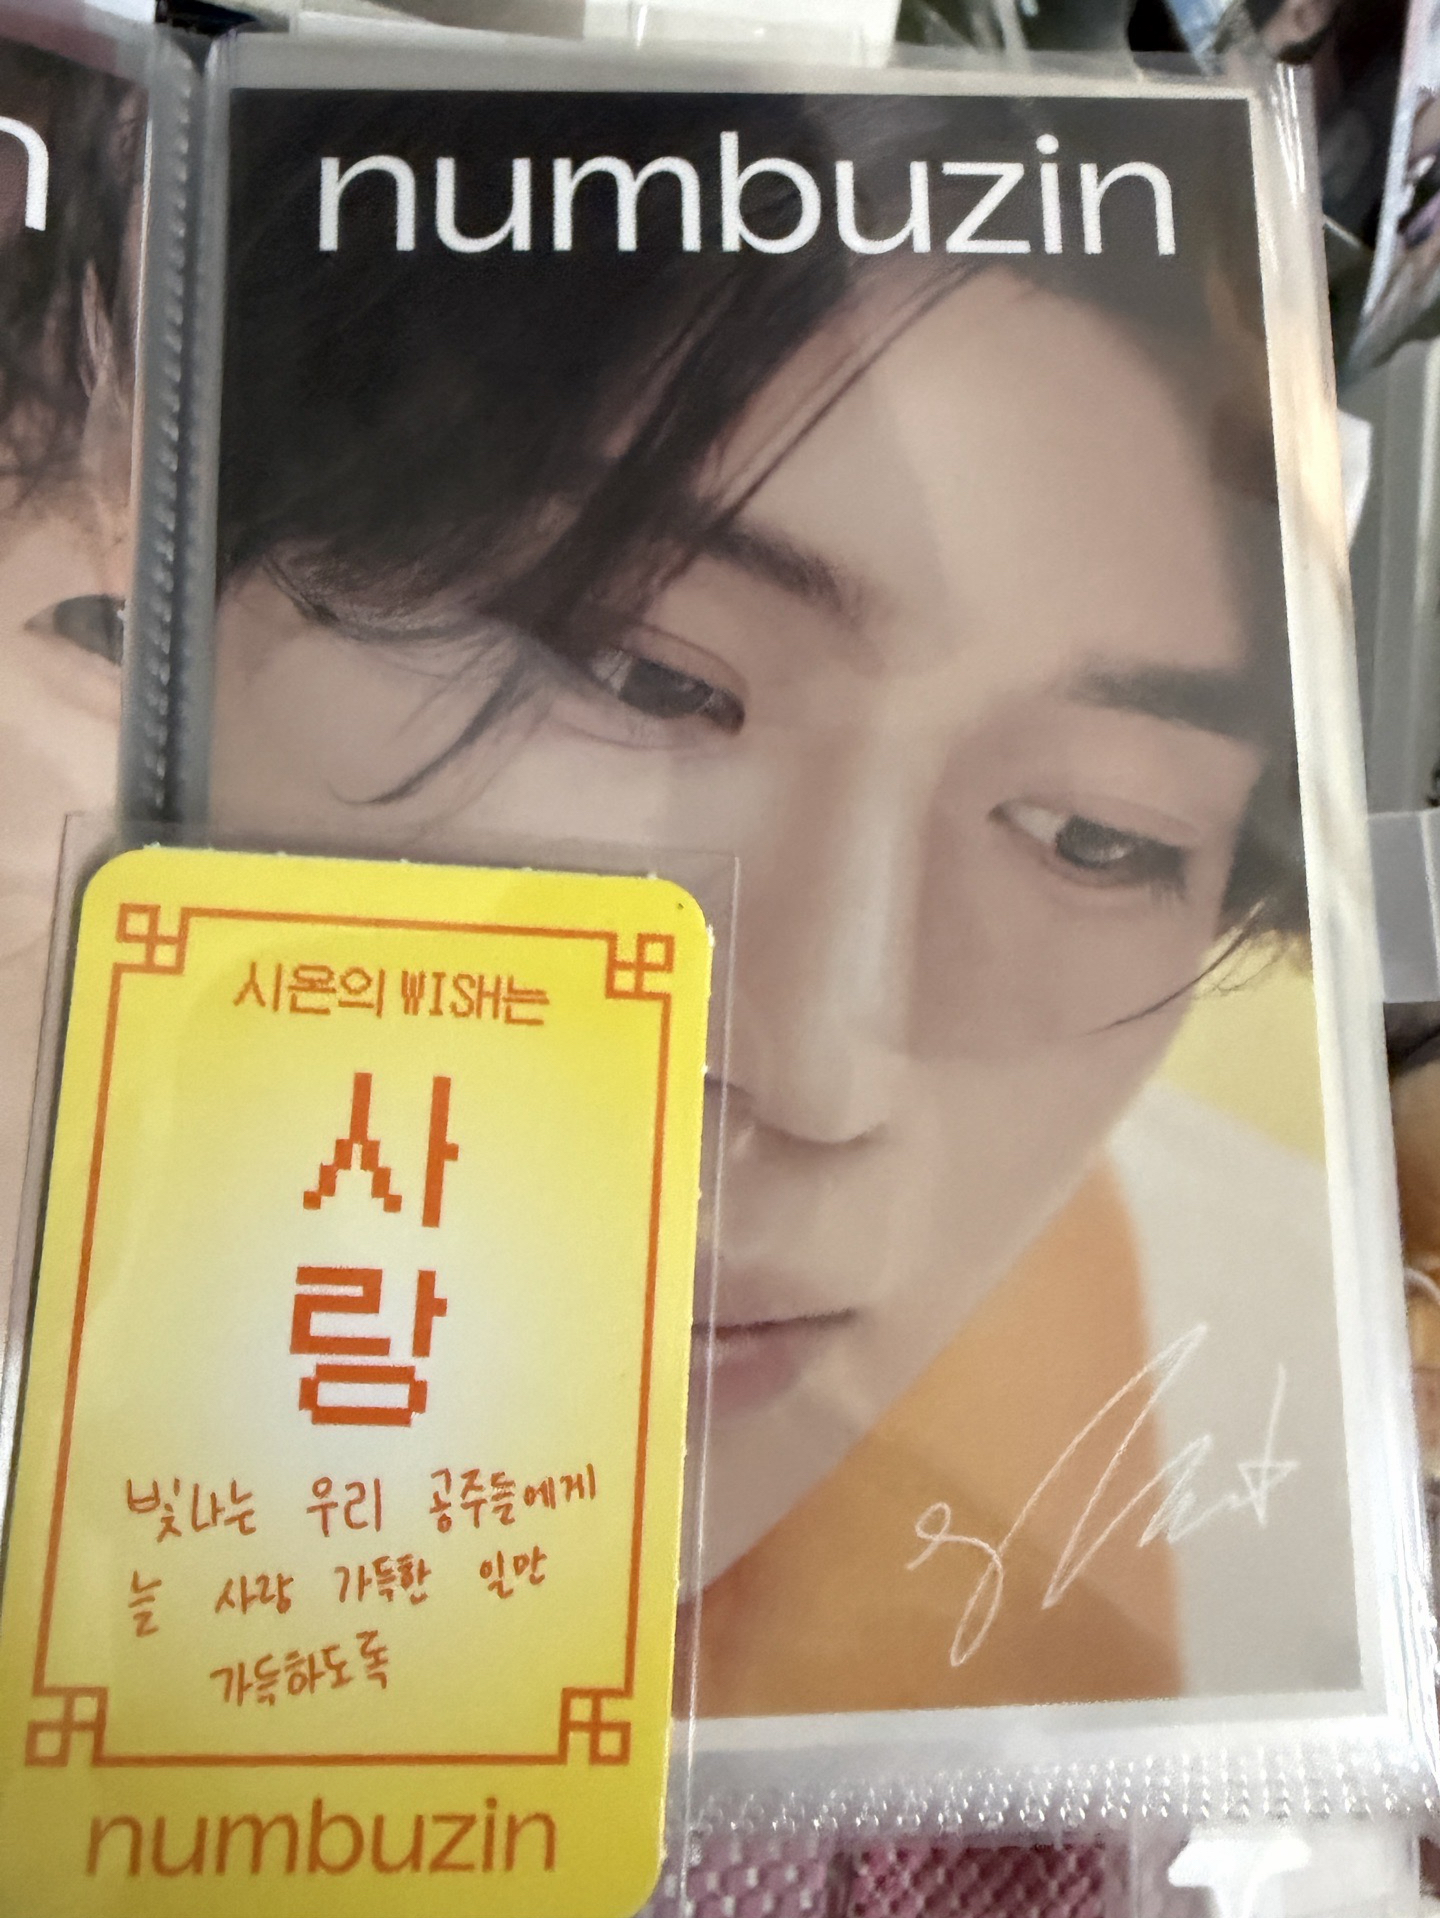 n
numbuzin
시온의 WISH는
사
랑
빛나는 우리 공주들에게
늘 사랑 가득한 일만
가득하도록
numbuzin